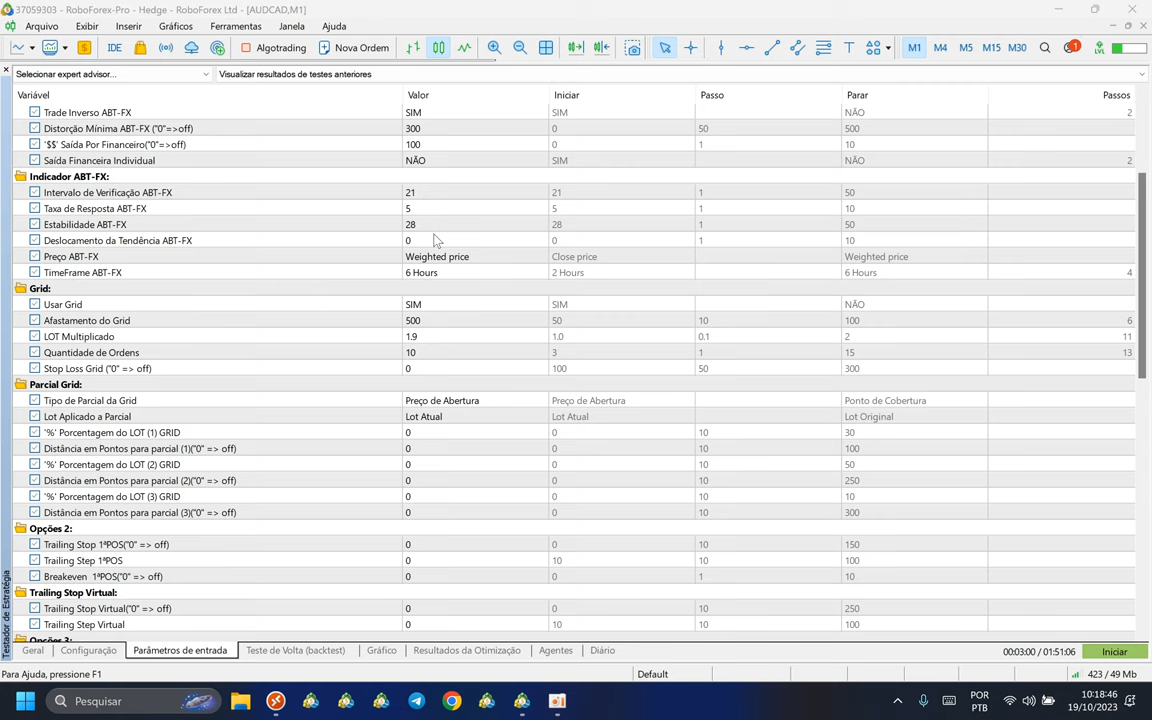 37059303 - RoboForex-Pro - Hedge - RoboForex Ltd - [AUDCAD,M1]
Arquivo Exibir Inserir Gráficos Ferramentas Janela Ajuda
IDE Algotrading Nova Ordem M1 M4 M5 M15 M30 1 LVL
Selecionar expert advisor... Visualizar resultados de testes anteriores
Variável Valor Iniciar Passo Parar Passos
Trade Inverso ABT-FX SIM SIM NÃO 2
Distorção Mínima ABT-FX ("0"=>off) 300 0 50 500
'$$' Saída Por Financeiro("0"=>off) 100 0 1 10
Saída Financeira Individual NÃO SIM NÃO 2
Indicador ABT-FX:
Intervalo de Verificação ABT-FX 21 21 1 50
Taxa de Resposta ABT-FX 5 5 1 10
Estabilidade ABT-FX 28 28 1 50
Deslocamento da Tendência ABT-FX 0 0 1 10
Preço ABT-FX Weighted price Close price Weighted price
TimeFrame ABT-FX 6 Hours 2 Hours 6 Hours 4
Grid:
Usar Grid SIM SIM NÃO
Afastamento do Grid 500 50 10 100 6
LOT Multiplicado 1.9 1.0 0.1 2 11
Quantidade de Ordens 10 3 1 15 13
Stop Loss Grid ("0" => off) 0 100 50 300
Parcial Grid:
Tipo de Parcial da Grid Preço de Abertura Preço de Abertura Ponto de Cobertura
Lot Aplicado a Parcial Lot Atual Lot Atual Lot Original
'%' Porcentagem do LOT (1) GRID 0 0 10 30
Distância em Pontos para parcial (1)("0" => off) 0 0 10 100
'%' Porcentagem do LOT (2) GRID 0 0 10 50
Distância em Pontos para parcial (2)("0" => off) 0 0 10 250
'%' Porcentagem do LOT (3) GRID 0 0 10 10
Distância em Pontos para parcial (3)("0" => off) 0 0 10 300
Opções 2:
Trailing Stop 1ªPOS("0" => off) 0 0 10 150
Trailing Step 1ªPOS 0 10 10 100
Breakeven 1ªPOS("0" => off) 0 0 1 10
Trailing Stop Virtual:
Trailing Stop Virtual("0" => off) 0 0 10 250
Trailing Step Virtual 0 10 10 100
Opções 3:
Testador de Estratégia
Geral Configuração Parâmetros de entrada Teste de Volta (backtest) Gráfico Resultados da Otimização Agentes Diário 00:03:00 / 01:51:06 Iniciar
Para Ajuda, pressione F1 Default 423 / 49 Mb
Pesquisar POR 10:18:46
PTB 19/10/2023